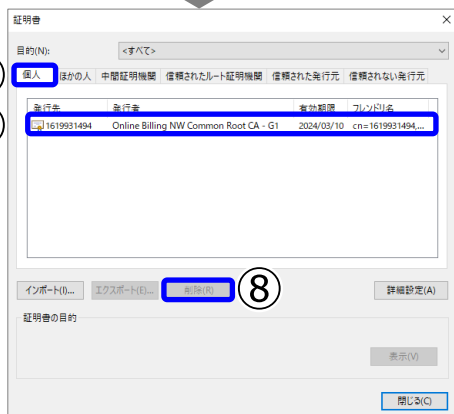 証明書
目的(N):
<すべて>
個人 ほかの人 中間証明機関 信頼されたルート証明機関 信頼された発行元 信頼されない発行元
発行先 発行者 有効期限 フレンドリ名
1619931494 Online Billing NW Common Root CA - G1 2024/03/10 cn=1619931494,...
インポート(I)... エクスポート(E)... 削除(R) ⑧ 詳細設定(A)
証明書の目的
表示(V)
閉じる(C)